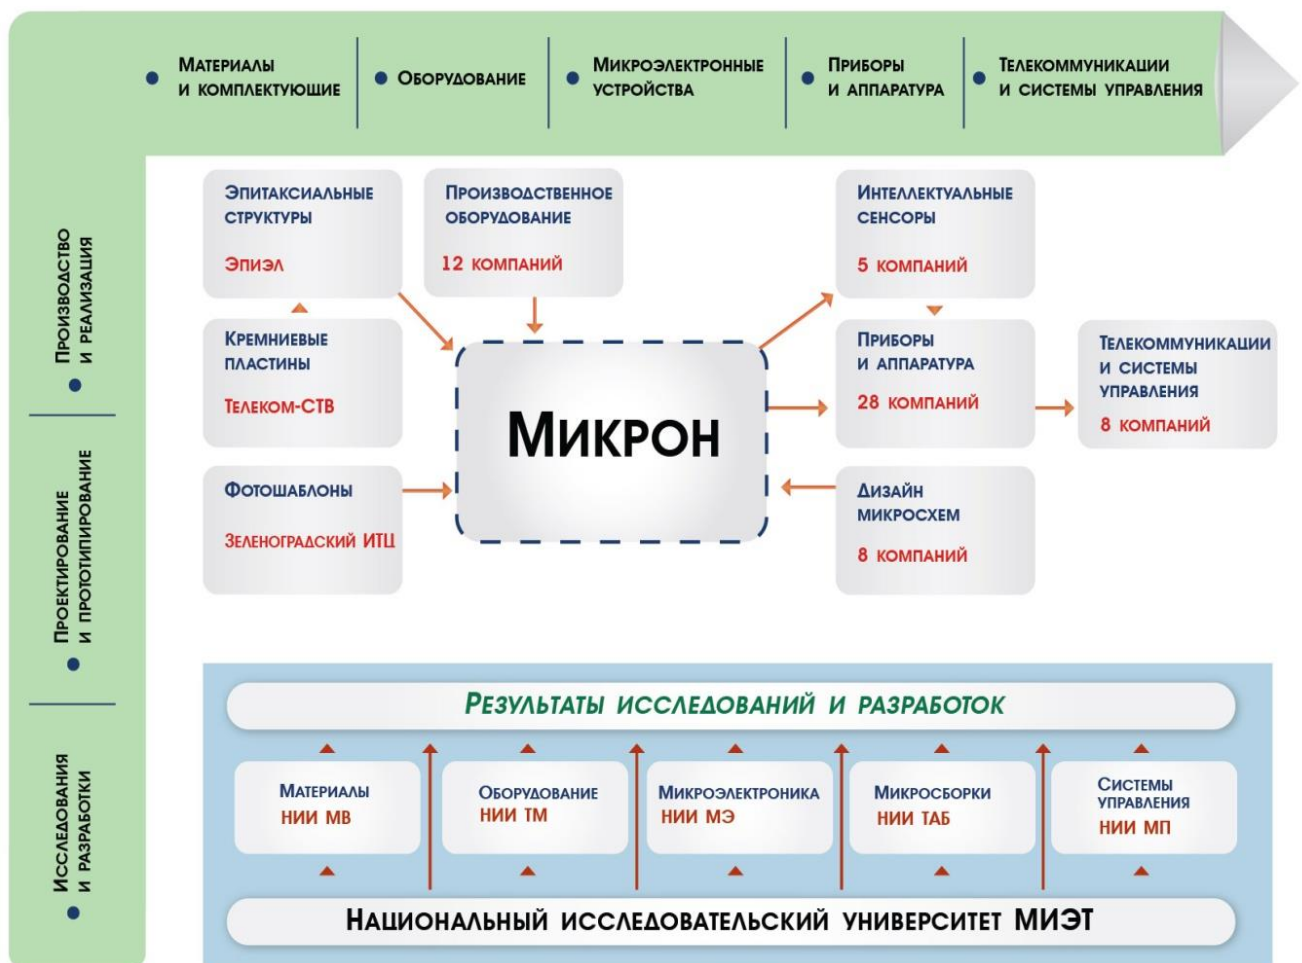 Материалы
и комплектующие
Оборудование
Микроэлектронные
устройства
Приборы
и аппаратура
Телекоммуникации
и системы управления
Производство
и реализация
Проектирование
и прототипирование
Исследования
и разработки
Эпитаксиальные
структуры
Эпиэл
Производственное
оборудование
12 компаний
Интеллектуальные
сенсоры
5 компаний
Кремниевые
пластины
Телеком-СТВ
Микрон
Приборы
и аппаратура
28 компаний
Телекоммуникации
и системы
управления
8 компаний
Фотошаблоны
Зеленоградский ИТЦ
Дизайн
микросхем
8 компаний
Результаты исследований и разработок
Материалы
НИИ МВ
Оборудование
НИИ ТМ
Микроэлектроника
НИИ МЭ
Микросборки
НИИ ТАБ
Системы
управления
НИИ МП
Национальный исследовательский университет МИЭТ